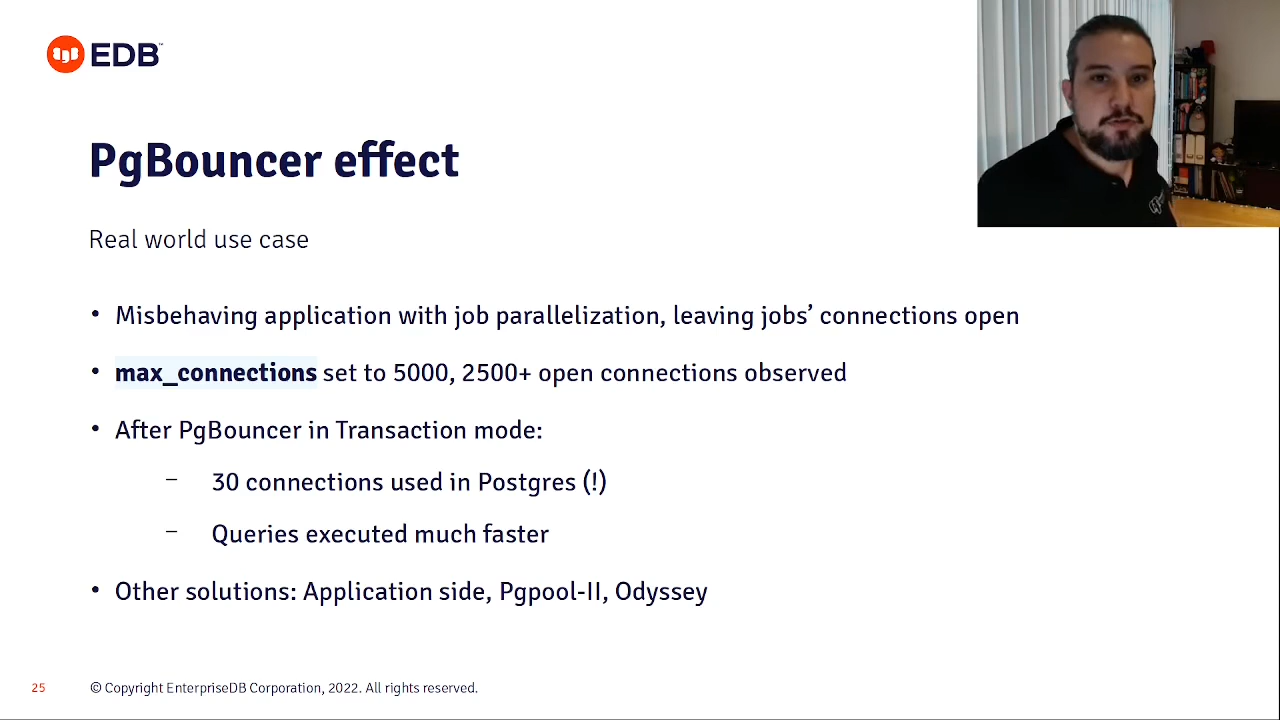 EDB
PgBouncer effect
Real world use case
• Misbehaving application with job parallelization, leaving jobs’ connections open
• max_connections set to 5000, 2500+ open connections observed
• After PgBouncer in Transaction mode:
– 30 connections used in Postgres (!)
– Queries executed much faster
• Other solutions: Application side, Pgpool-II, Odyssey
25 © Copyright EnterpriseDB Corporation, 2022. All rights reserved.